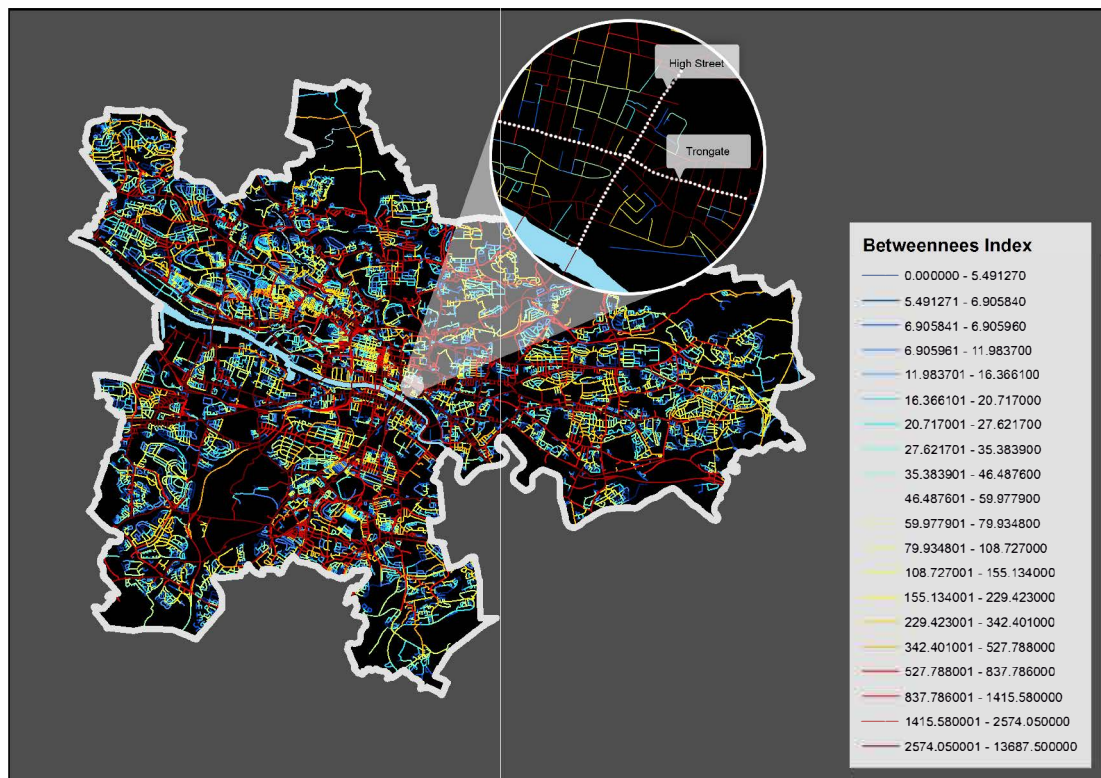 High Street
Trongate
Betweennees Index
0.000000 - 5.491270
5.491271 - 6.905840
6.905841 - 6.905960
6.905961 - 11.983700
11.983701 - 16.366100
16.366101 - 20.717000
20.717001 - 27.621700
27.621701 - 35.383900
35.383901 - 46.487600
46.487601 - 59.977900
59.977901 - 79.934800
79.934801 - 108.727000
108.727001 - 155.134000
155.134001 - 229.423000
229.423001 - 342.401000
342.401001 - 527.788000
527.788001 - 837.786000
837.786001 - 1415.580000
1415.580001 - 2574.050000
2574.050001 - 13687.500000